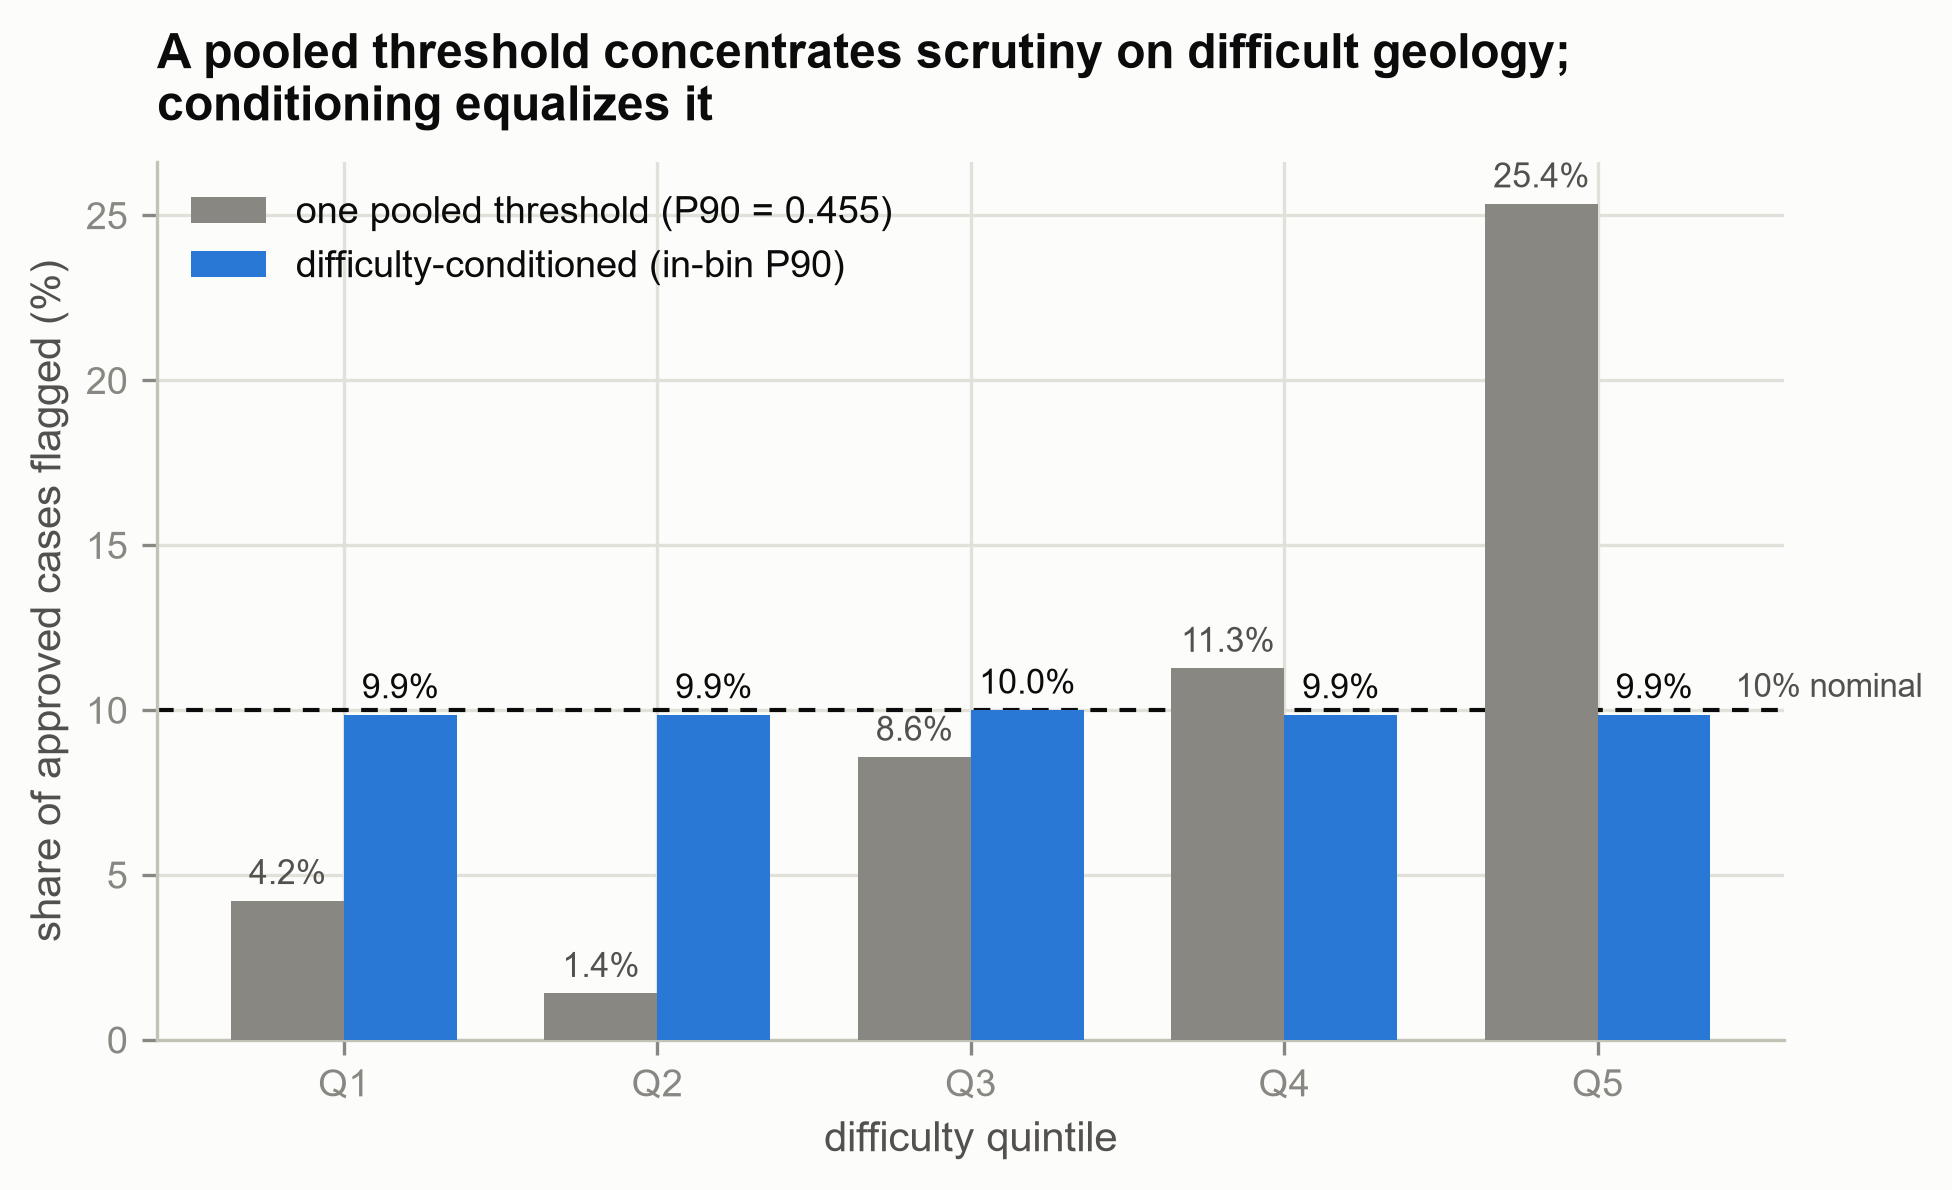 A pooled threshold concentrates scrutiny on difficult geology;
conditioning equalizes it
one pooled threshold (P90 = 0.455)
difficulty-conditioned (in-bin P90)
share of approved cases flagged (%)
25
20
15
10
5
0
4.2%
9.9%
1.4%
9.9%
8.6%
10.0%
11.3%
9.9%
25.4%
9.9%
10% nominal
Q1
Q2
Q3
Q4
Q5
difficulty quintile